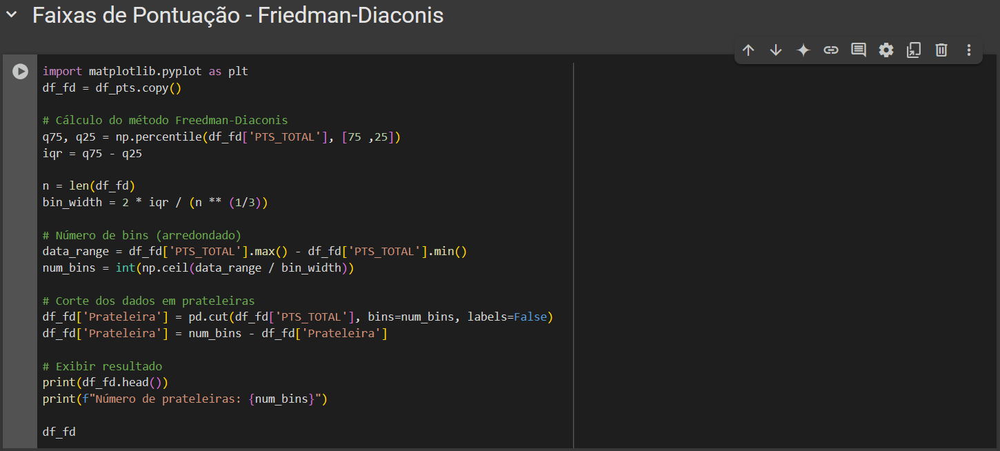 Faixas de Pontuação - Friedman-Diaconis
import matplotlib.pyplot as plt
df_fd = df_pts.copy()
# Cálculo do método Freedman-Diaconis
q75, q25 = np.percentile(df_fd['PTS_TOTAL'], [75 ,25])
iqr = q75 - q25
n = len(df_fd)
bin_width = 2 * iqr / (n ** (1/3))
# Número de bins (arredondado)
data_range = df_fd['PTS_TOTAL'].max() - df_fd['PTS_TOTAL'].min()
num_bins = int(np.ceil(data_range / bin_width))
# Corte dos dados em prateleiras
df_fd['Prateleira'] = pd.cut(df_fd['PTS_TOTAL'], bins=num_bins, labels=False)
df_fd['Prateleira'] = num_bins - df_fd['Prateleira']
# Exibir resultado
print(df_fd.head())
print(f"Número de prateleiras: {num_bins}")
df_fd